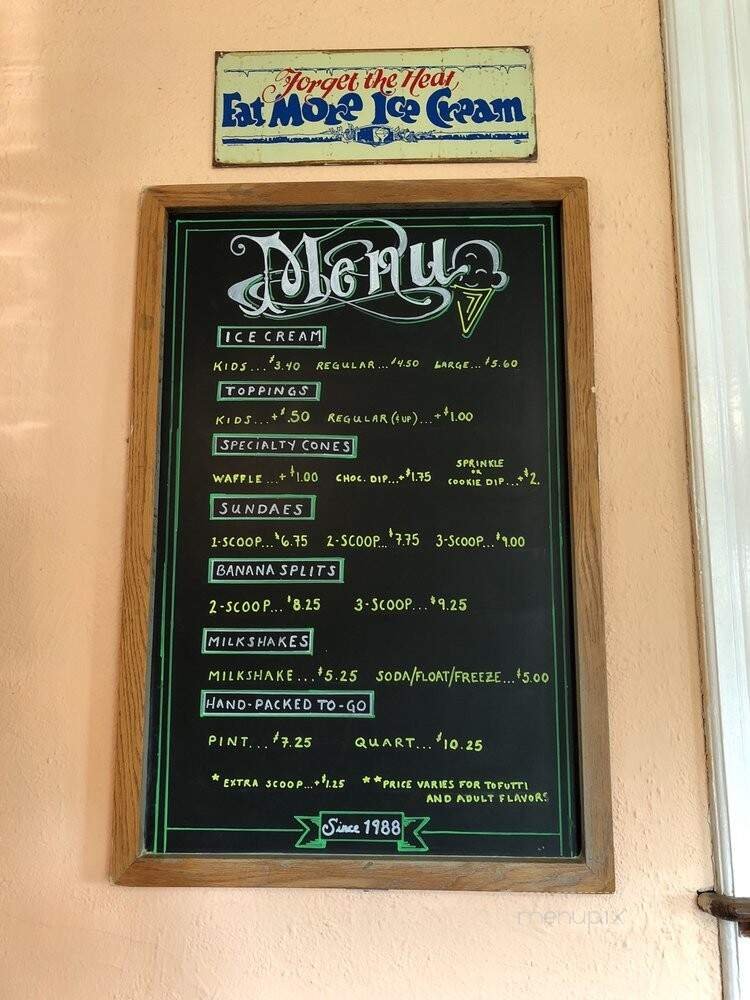 Forget the Heat
Eat More Ice Cream
Menu
ICE CREAM
KIDS...$3.40 REGULAR...$4.50 LARGE...$5.60
TOPPINGS
KIDS...+$.50 REGULAR (& UP)...+$1.00
SPECIALTY CONES
WAFFLE...+$1.00 CHOC. DIP...+$1.75 SPRINKLE OR COOKIE DIP...+$2.
SUNDAES
1-SCOOP...$6.75 2-SCOOP...$7.75 3-SCOOP...$9.00
BANANA SPLITS
2-SCOOP...$8.25 3-SCOOP...$9.25
MILKSHAKES
MILKSHAKE...$5.25 SODA/FLOAT/FREEZE...$5.00
HAND-PACKED TO-GO
PINT...$7.25 QUART...$10.25
*EXTRA SCOOP...+$1.25 **PRICE VARIES FOR TOFUTTI
AND ADULT FLAVORS
Since 1988
menupix